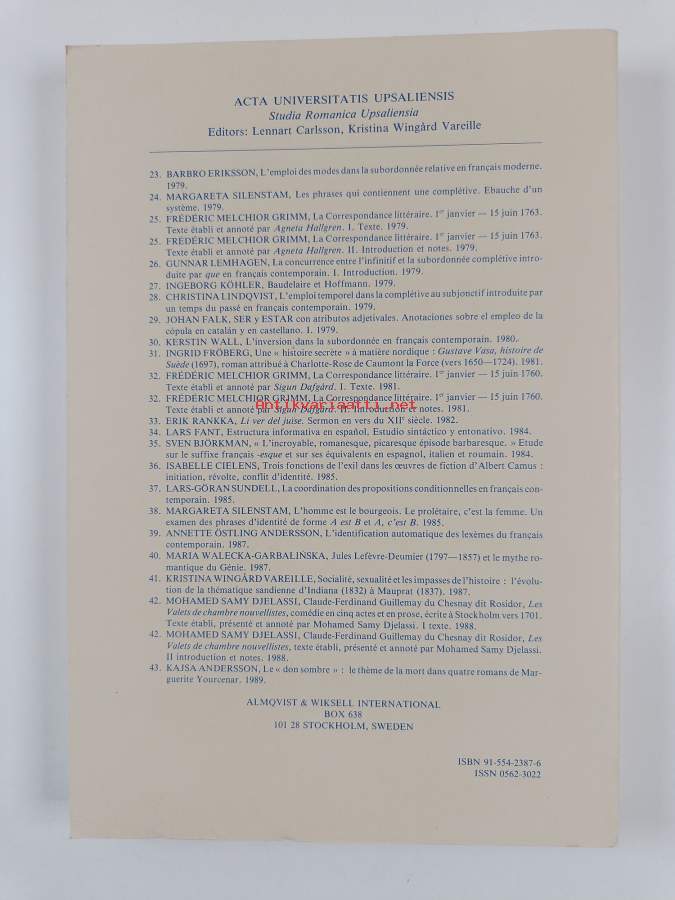 ACTA UNIVERSITATIS UPSALIENSIS
Studia Romanica Upsaliensia
Editors: Lennart Carlsson, Kristina Wingård Vareille
23. BARBRO ERIKSSON, L'emploi des modes dans la subordonnée relative en français moderne.
1979.
24. MARGARETA SILENSTAM, Les phrases qui contiennent une complétive. Ebauche d'un
système. 1979.
25. FRÉDÉRIC MELCHIOR GRIMM, La Correspondance littéraire. 1er janvier — 15 juin 1763.
Texte établi et annoté par Agneta Hallgren. I. Texte. 1979.
25. FRÉDÉRIC MELCHIOR GRIMM, La Correspondance littéraire. 1er janvier — 15 juin 1763.
Texte établi et annoté par Agneta Hallgren. II. Introduction et notes. 1979.
26. GUNNAR LEMHAGEN, La concurrence entre l'infinitif et la subordonnée complétive intro-
duite par que en français contemporain. I. Introduction. 1979.
27. INGEBORG KÖHLER, Baudelaire et Hoffmann. 1979.
28. CHRISTINA LINDQVIST, L'emploi temporel dans la complétive au subjonctif introduite par
un temps du passé en français contemporain. 1979.
29. JOHAN FALK, SER y ESTAR con atributos adjetivales. Anotaciones sobre el empleo de la
cópula en catalán y en castellano. I. 1979.
30. KERSTIN WALL, L'inversion dans la subordonnée en français contemporain. 1980.
31. INGRID FRÖBERG, Une « histoire secrète » à matière nordique : Gustave Vasa, histoire de
Suède (1697), roman attribué à Charlotte-Rose de Caumont la Force (vers 1650—1724). 1981.
32. FRÉDÉRIC MELCHIOR GRIMM, La Correspondance littéraire. 1er janvier — 15 juin 1760.
Texte établi et annoté par Sigun Dafgård. I. Texte. 1981.
32. FRÉDÉRIC MELCHIOR GRIMM, La Correspondance littéraire. 1er janvier — 15 juin 1760.
antikvariaatti.net
Texte établi et annoté par Sigun Dafgård. II. Introduction et notes. 1981.
33. ERIK RANKKA, Li ver del juïse. Sermon en vers du XIIe siècle. 1982.
34. LARS FANT, Estructura informativa en español, Estudio sintáctico y entonativo. 1984.
35. SVEN BJÖRKMAN, « L'incroyable, romanesque, picaresque épisode barbaresque. » Etude
sur le suffixe français -esque et sur ses équivalents en espagnol, italien et roumain. 1984.
36. ISABELLE CIELENS, Trois fonctions de l'exil dans les œuvres de fiction d'Albert Camus :
initiation, révolte, conflit d'identité. 1985.
37. LARS-GÖRAN SUNDELL, La coordination des propositions conditionnelles en français con-
temporain. 1985.
38. MARGARETA SILENSTAM, L'homme est le bourgeois. Le prolétaire, c'est la femme. Un
examen des phrases d'identité de forme A est B et A, c'est B. 1985.
39. ANNETTE ÖSTLING ANDERSSON, L'identification automatique des lexèmes du français
contemporain. 1987.
40. MARIA WALECKA-GARBALIŃSKA, Jules Lefèvre-Deumier (1797—1857) et le mythe ro-
mantique du Génie. 1987.
41. KRISTINA WINGÅRD VAREILLE, Socialité, sexualité et les impasses de l'histoire : l'évolu-
tion de la thématique sandienne d'Indiana (1832) à Mauprat (1837). 1987.
42. MOHAMED SAMY DJELASSI, Claude-Ferdinand Guillemay du Chesnay dit Rosidor, Les
Valets de chambre nouvellistes, comédie en cinq actes et en prose, écrite à Stockholm vers 1701.
Texte établi, présenté et annoté par Mohamed Samy Djelassi. I texte. 1988.
42. MOHAMED SAMY DJELASSI, Claude-Ferdinand Guillemay du Chesnay dit Rosidor, Les
Valets de chambre nouvellistes, texte établi, présenté et annoté par Mohamed Samy Djelassi.
II introduction et notes. 1988.
43. KAJSA ANDERSSON, Le « don sombre » : le thème de la mort dans quatre romans de Mar-
guerite Yourcenar. 1989.
ALMQVIST & WIKSELL INTERNATIONAL
BOX 638
101 28 STOCKHOLM, SWEDEN
ISBN 91-554-2387-6
ISSN 0562-3022